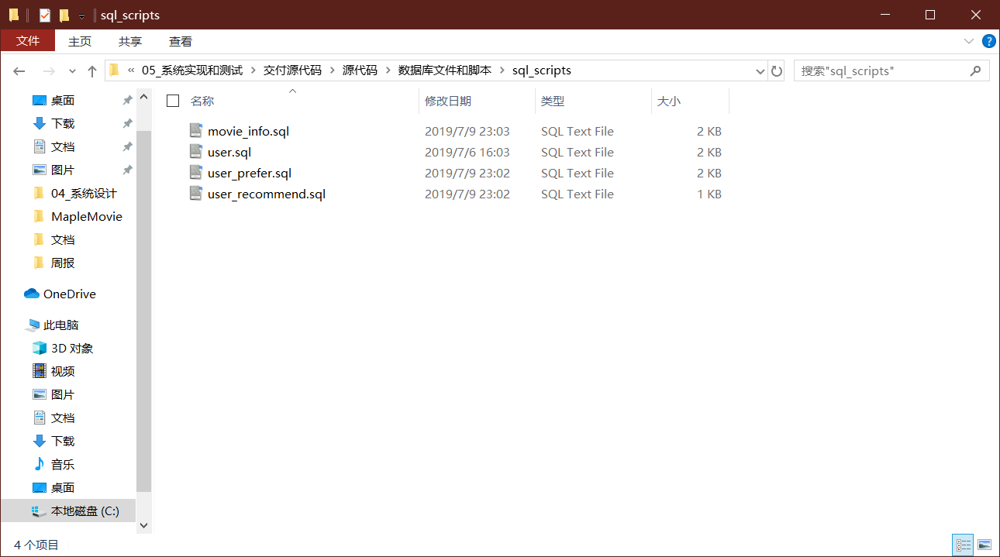 sql_scripts
文件 主页 共享 查看
« 05_系统实现和测试 › 交付源代码 › 源代码 › 数据库文件和脚本 › sql_scripts 搜索"sql_scripts"
名称 修改日期 类型 大小
movie_info.sql 2019/7/9 23:03 SQL Text File 2 KB
user.sql 2019/7/6 16:03 SQL Text File 2 KB
user_prefer.sql 2019/7/9 23:02 SQL Text File 2 KB
user_recommend.sql 2019/7/9 23:02 SQL Text File 1 KB
桌面
下载
文档
图片
04_系统设计
MapleMovie
文档
周报
OneDrive
此电脑
3D 对象
视频
图片
文档
下载
音乐
桌面
本地磁盘 (C:)
4 个项目